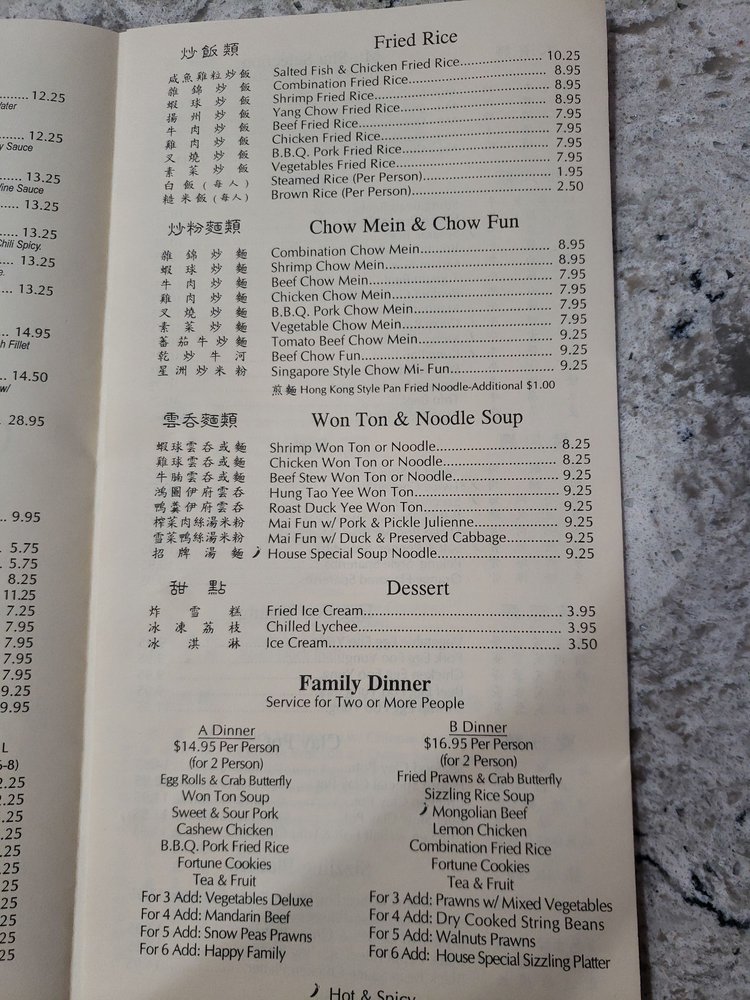 12.25
ater
12.25
y Sauce
13.25
Wine Sauce
13.25
13.25
Chili Spicy.
13.25
e.
13.25
14.95
h Fillet
14.50
w/
28.95
9.95
5.75
5.75
8.25
11.25
7.25
7.95
7.95
7.95
7.95
9.25
9.95
L
-8)
2.25
2.25
.25
.25
.25
.25
25
25
25
25
25
25
炒飯類 Fried Rice
咸魚雞粒炒飯 Salted Fish & Chicken Fried Rice 10.25
雜錦炒飯 Combination Fried Rice 8.95
蝦球炒飯 Shrimp Fried Rice 8.95
揚州炒飯 Yang Chow Fried Rice 8.95
牛肉炒飯 Beef Fried Rice 7.95
雞肉炒飯 Chicken Fried Rice 7.95
叉燒炒飯 B.B.Q. Pork Fried Rice 7.95
素菜炒飯 Vegetables Fried Rice 7.95
白飯(每人) Steamed Rice (Per Person) 1.95
糙米飯(每人) Brown Rice (Per Person) 2.50
炒粉麵類 Chow Mein & Chow Fun
雜錦炒麵 Combination Chow Mein 8.95
蝦球炒麵 Shrimp Chow Mein 8.95
牛肉炒麵 Beef Chow Mein 7.95
雞肉炒麵 Chicken Chow Mein 7.95
叉燒炒麵 B.B.Q. Pork Chow Mein 7.95
素菜炒麵 Vegetable Chow Mein 7.95
蕃茄牛炒麵 Tomato Beef Chow Mein 9.25
乾炒牛河 Beef Chow Fun 9.25
星洲炒米粉 Singapore Style Chow Mi- Fun 9.25
煎麵 Hong Kong Style Pan Fried Noodle-Additional $1.00
雲吞麵類 Won Ton & Noodle Soup
蝦球雲吞或麵 Shrimp Won Ton or Noodle 8.25
雞球雲吞或麵 Chicken Won Ton or Noodle 8.25
牛腩雲吞或麵 Beef Stew Won Ton or Noodle 9.25
鴻圖伊府雲吞 Hung Tao Yee Won Ton 9.25
鴨羹伊府雲吞 Roast Duck Yee Won Ton 9.25
榨菜肉絲湯米粉 Mai Fun w/ Pork & Pickle Julienne 9.25
雪菜鴨絲湯米粉 Mai Fun w/ Duck & Preserved Cabbage 9.25
招牌湯麵 House Special Soup Noodle 9.25
甜點 Dessert
炸雪糕 Fried Ice Cream 3.95
冰凍荔枝 Chilled Lychee 3.95
冰淇淋 Ice Cream 3.50
Family Dinner
Service for Two or More People
A Dinner
$14.95 Per Person
(for 2 Person)
Egg Rolls & Crab Butterfly
Won Ton Soup
Sweet & Sour Pork
Cashew Chicken
B.B.Q. Pork Fried Rice
Fortune Cookies
Tea & Fruit
For 3 Add: Vegetables Deluxe
For 4 Add: Mandarin Beef
For 5 Add: Snow Peas Prawns
For 6 Add: Happy Family
B Dinner
$16.95 Per Person
(for 2 Person)
Fried Prawns & Crab Butterfly
Sizzling Rice Soup
Mongolian Beef
Lemon Chicken
Combination Fried Rice
Fortune Cookies
Tea & Fruit
For 3 Add: Prawns w/ Mixed Vegetables
For 4 Add: Dry Cooked String Beans
For 5 Add: Walnuts Prawns
For 6 Add: House Special Sizzling Platter
Hot & Spicy